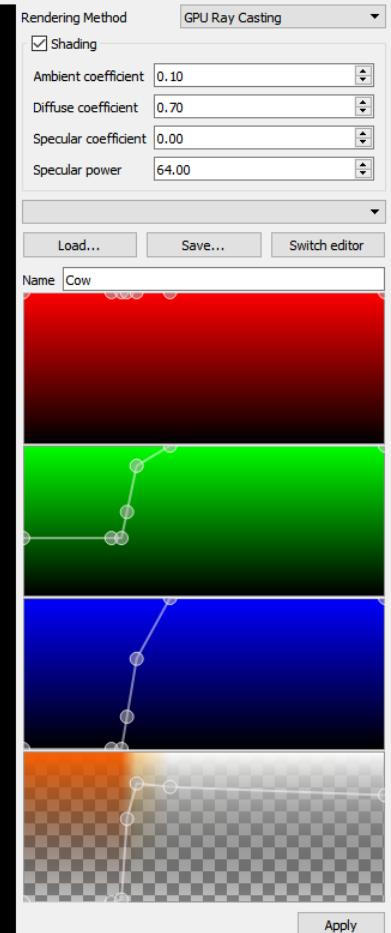 Rendering Method GPU Ray Casting
Shading
Ambient coefficient 0.10
Diffuse coefficient 0.70
Specular coefficient 0.00
Specular power 64.00
Load... Save... Switch editor
Name Cow
Apply